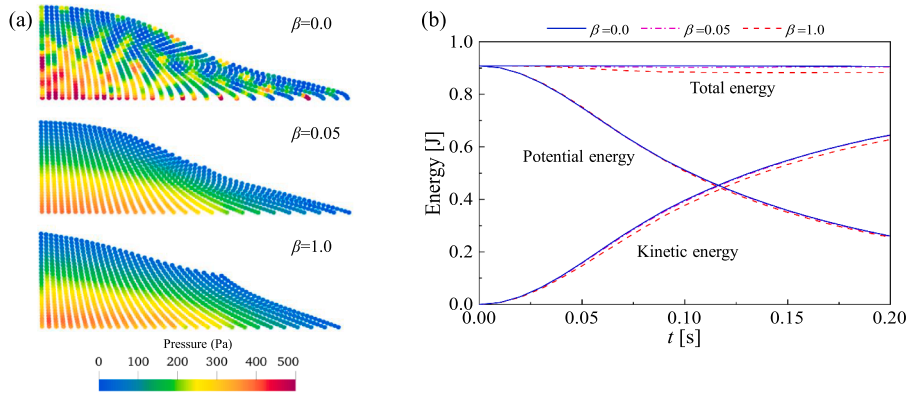 (a)
β=0.0
β=0.05
β=1.0
Pressure (Pa)
0 100 200 300 400 500
(b)
β=0.0 β=0.05 β=1.0
1.0
0.8
0.6
0.4
0.2
0.0
Energy [J]
Total energy
Potential energy
Kinetic energy
0.00 0.05 0.10 0.15 0.20
t [s]